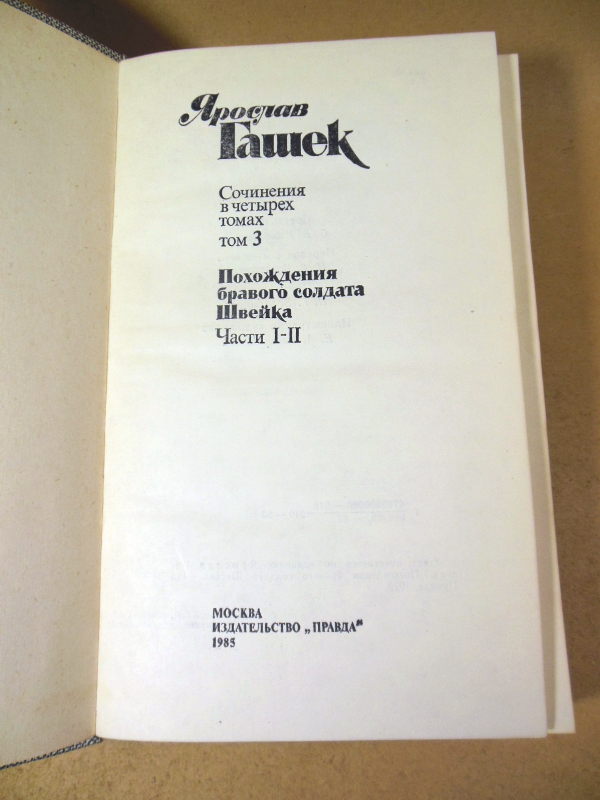 Ярослав
Гашек
Сочинения
в четырех
томах
том 3
Похождения
бравого солдата
Швейка
Части I-II
МОСКВА
ИЗДАТЕЛЬСТВО „ПРАВДА"
1985